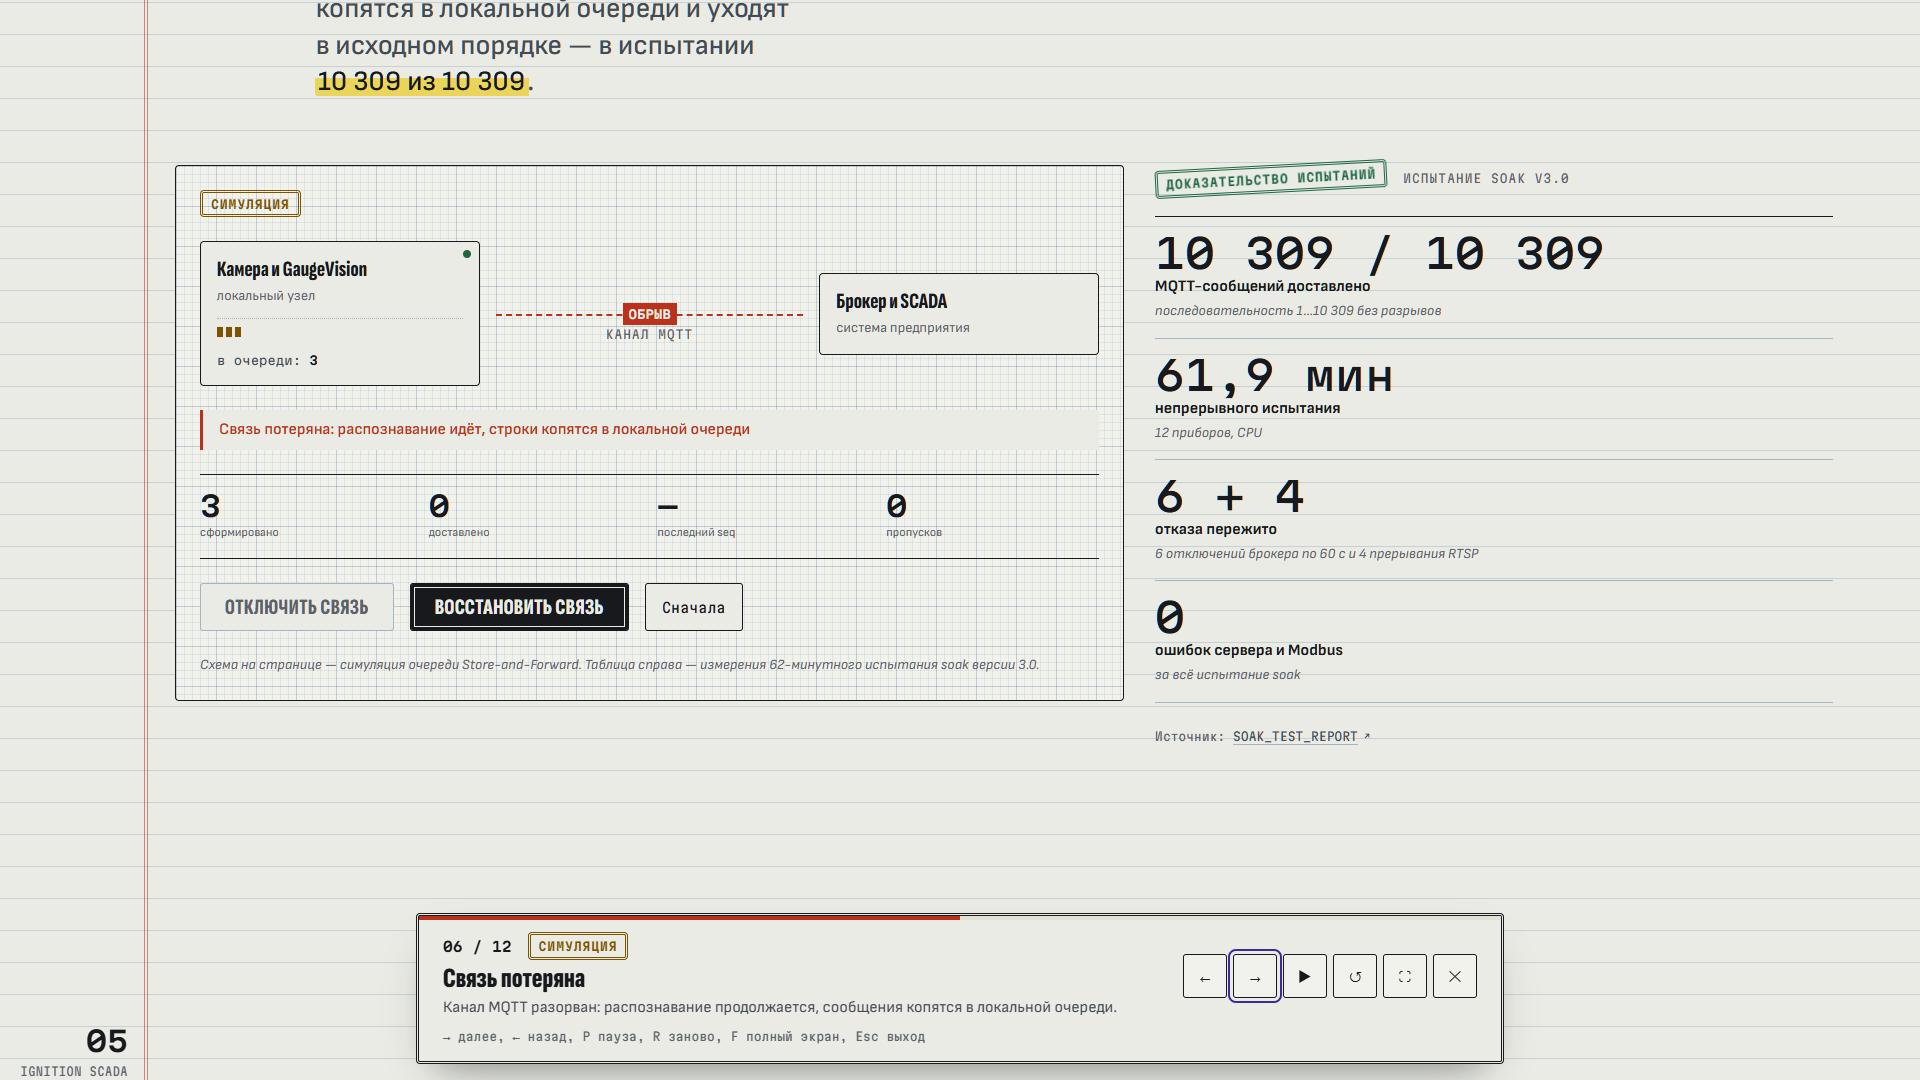 копятся в локальной очереди и уходят
в исходном порядке — в испытании
10 309 из 10 309.
СИМУЛЯЦИЯ
Камера и GaugeVision
локальный узел
в очереди: 3
ОБРЫВ
КАНАЛ MQTT
Брокер и SCADA
система предприятия
Связь потеряна: распознавание идёт, строки копятся в локальной очереди
3
сформировано
0
доставлено
—
последний seq
0
пропусков
ОТКЛЮЧИТЬ СВЯЗЬ
ВОССТАНОВИТЬ СВЯЗЬ
Сначала
Схема на странице — симуляция очереди Store-and-Forward. Таблица справа — измерения 62-минутного испытания soak версии 3.0.
ДОКАЗАТЕЛЬСТВО ИСПЫТАНИЙ
ИСПЫТАНИЕ SOAK V3.0
10 309 / 10 309
MQTT-сообщений доставлено
последовательность 1…10 309 без разрывов
61,9 мин
непрерывного испытания
12 приборов, CPU
6 + 4
отказа пережито
6 отключений брокера по 60 с и 4 прерывания RTSP
0
ошибок сервера и Modbus
за всё испытание soak
Источник: SOAK_TEST_REPORT ↗
06 / 12
СИМУЛЯЦИЯ
Связь потеряна
Канал MQTT разорван: распознавание продолжается, сообщения копятся в локальной очереди.
→ далее, ← назад, P пауза, R заново, F полный экран, Esc выход
05
IGNITION SCADA